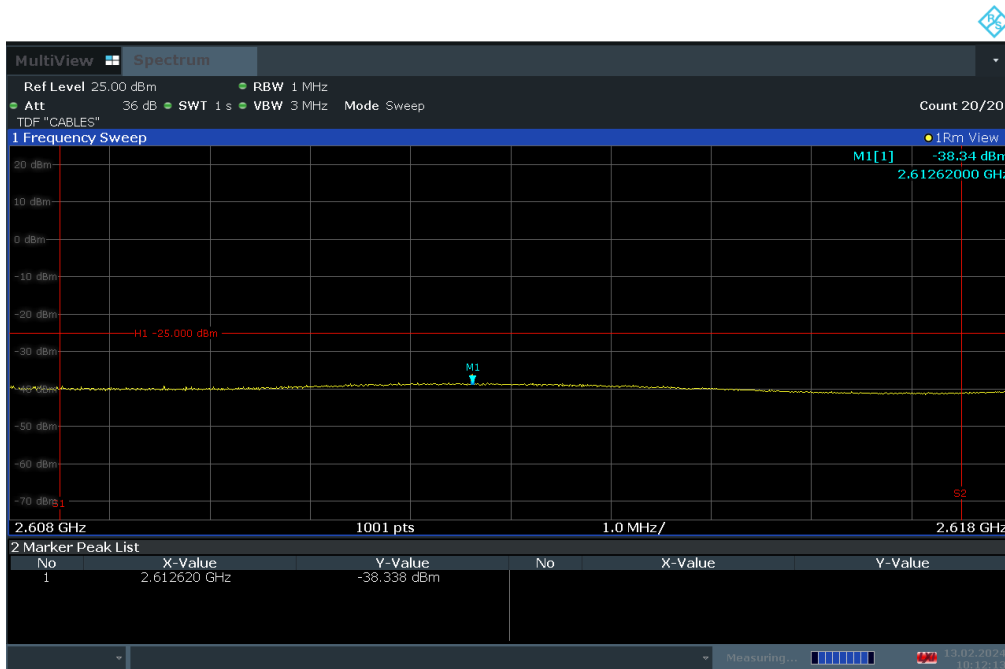 R&S
MultiView Spectrum
Ref Level 25.00 dBm RBW 1 MHz
Att 36 dB SWT 1 s VBW 3 MHz Mode Sweep Count 20/20
TDF "CABLES"
1 Frequency Sweep 1Rm View
M1[1] -38.34 dBm
2.61262000 GHz
20 dBm
10 dBm
0 dBm
-10 dBm
-20 dBm
H1 -25.000 dBm
-30 dBm
M1
-40 dBm
-50 dBm
-60 dBm
-70 dBm S1 S2
2.608 GHz 1001 pts 1.0 MHz/ 2.618 GHz
2 Marker Peak List
No X-Value Y-Value No X-Value Y-Value
1 2.612620 GHz -38.338 dBm
Measuring... 13.02.2024